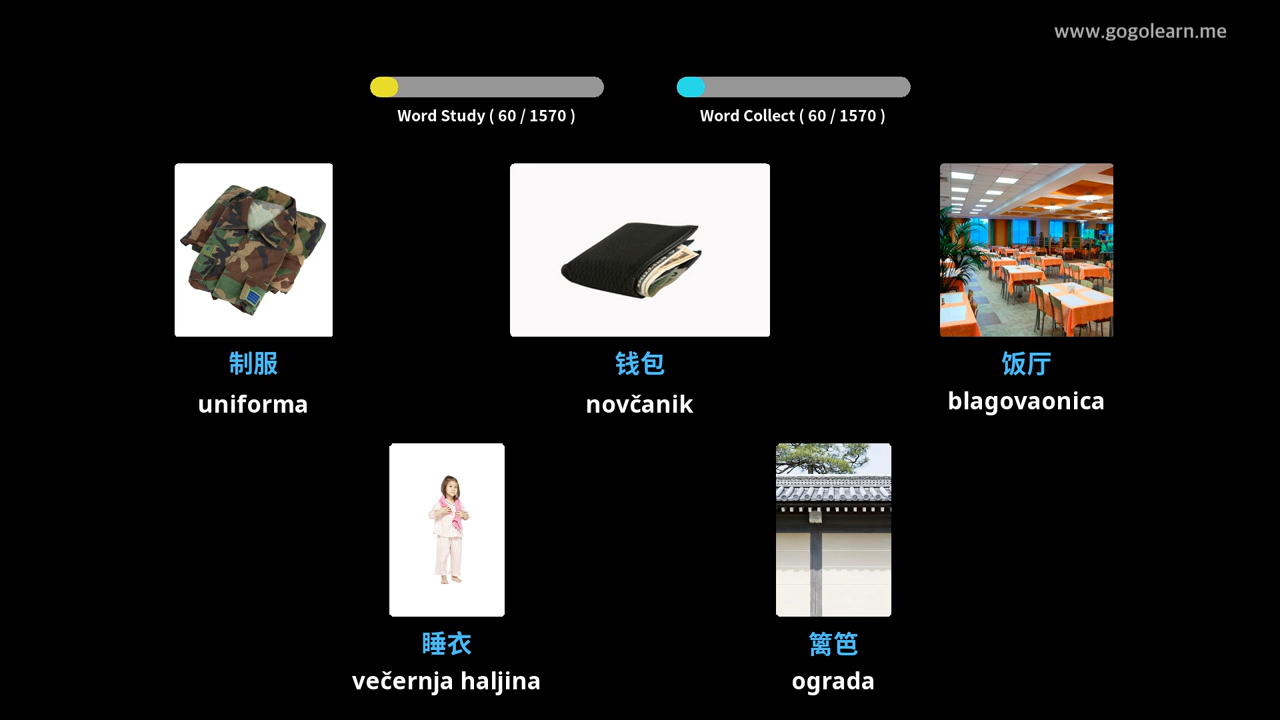 www.gogolearn.me
Word Study ( 60 / 1570 )
Word Collect ( 60 / 1570 )
制服
钱包
饭厅
uniforma
novčanik
blagovaonica
睡衣
篱笆
večernja haljina
ograda